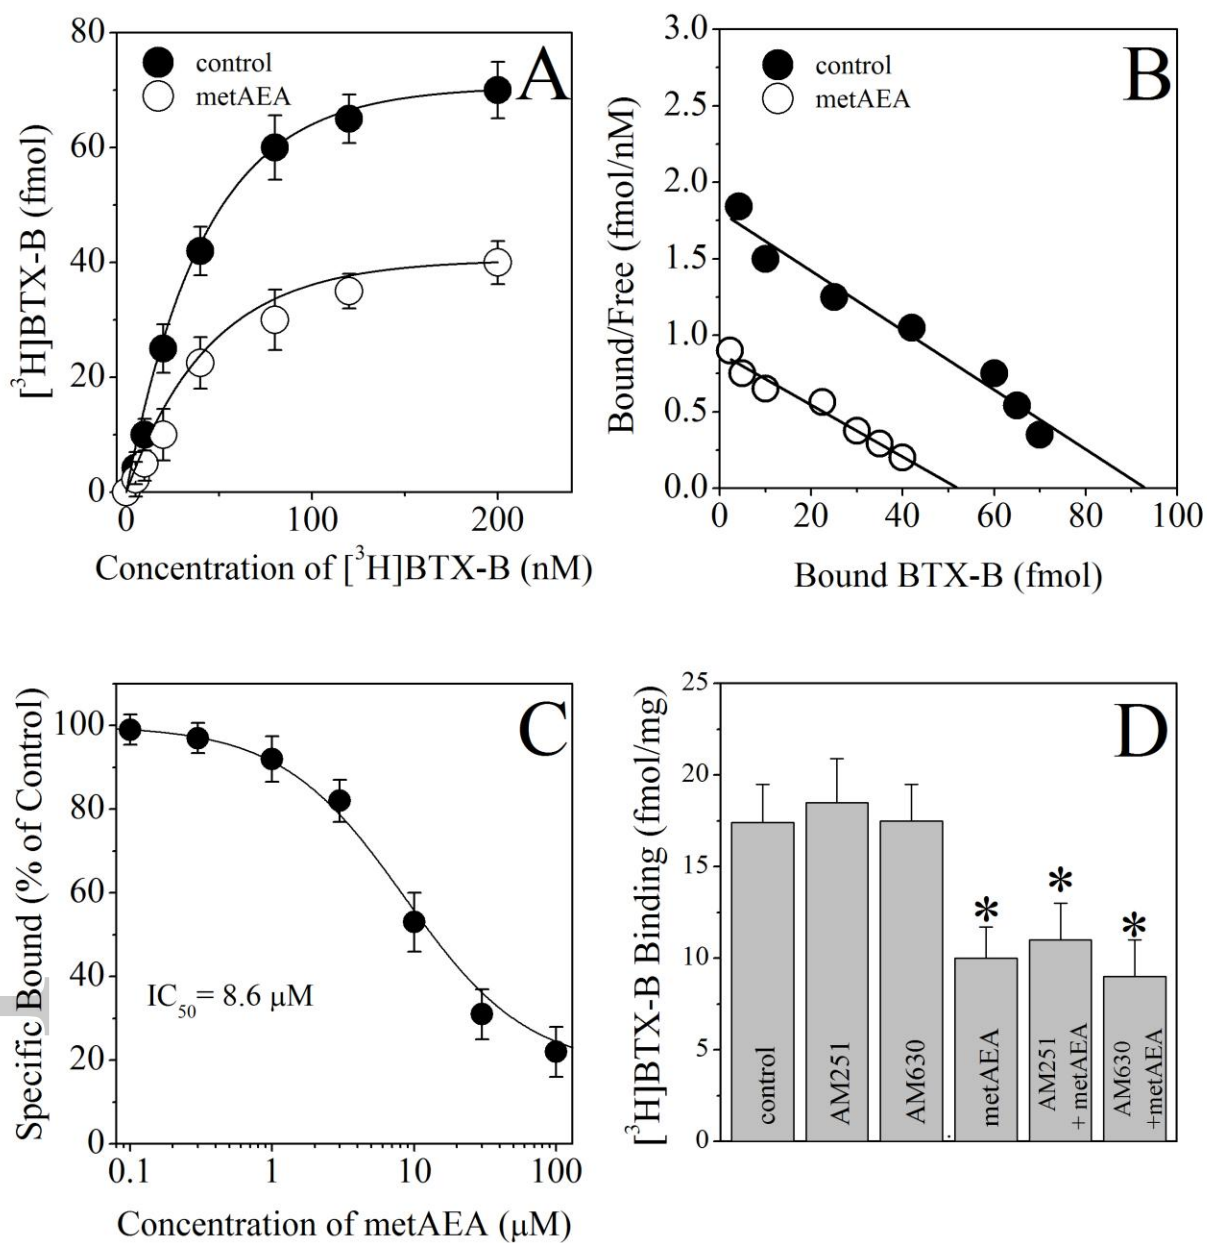 A
control
metAEA
80
60
40
20
0
0
100
200
[³H]BTX-B (fmol)
Concentration of [³H]BTX-B (nM)
B
control
metAEA
3.0
2.5
2.0
1.5
1.0
0.5
0.0
0
20
40
60
80
100
Bound/Free (fmol/nM)
Bound BTX-B (fmol)
C
100
80
60
40
20
0
0.1
1
10
100
IC₅₀= 8.6 μM
Specific Bound (% of Control)
Concentration of metAEA (μM)
D
25
20
15
10
5
0
[³H]BTX-B Binding (fmol/mg)
*
*
*
control
AM251
AM630
metAEA
AM251
+ metAEA
AM630
+metAEA